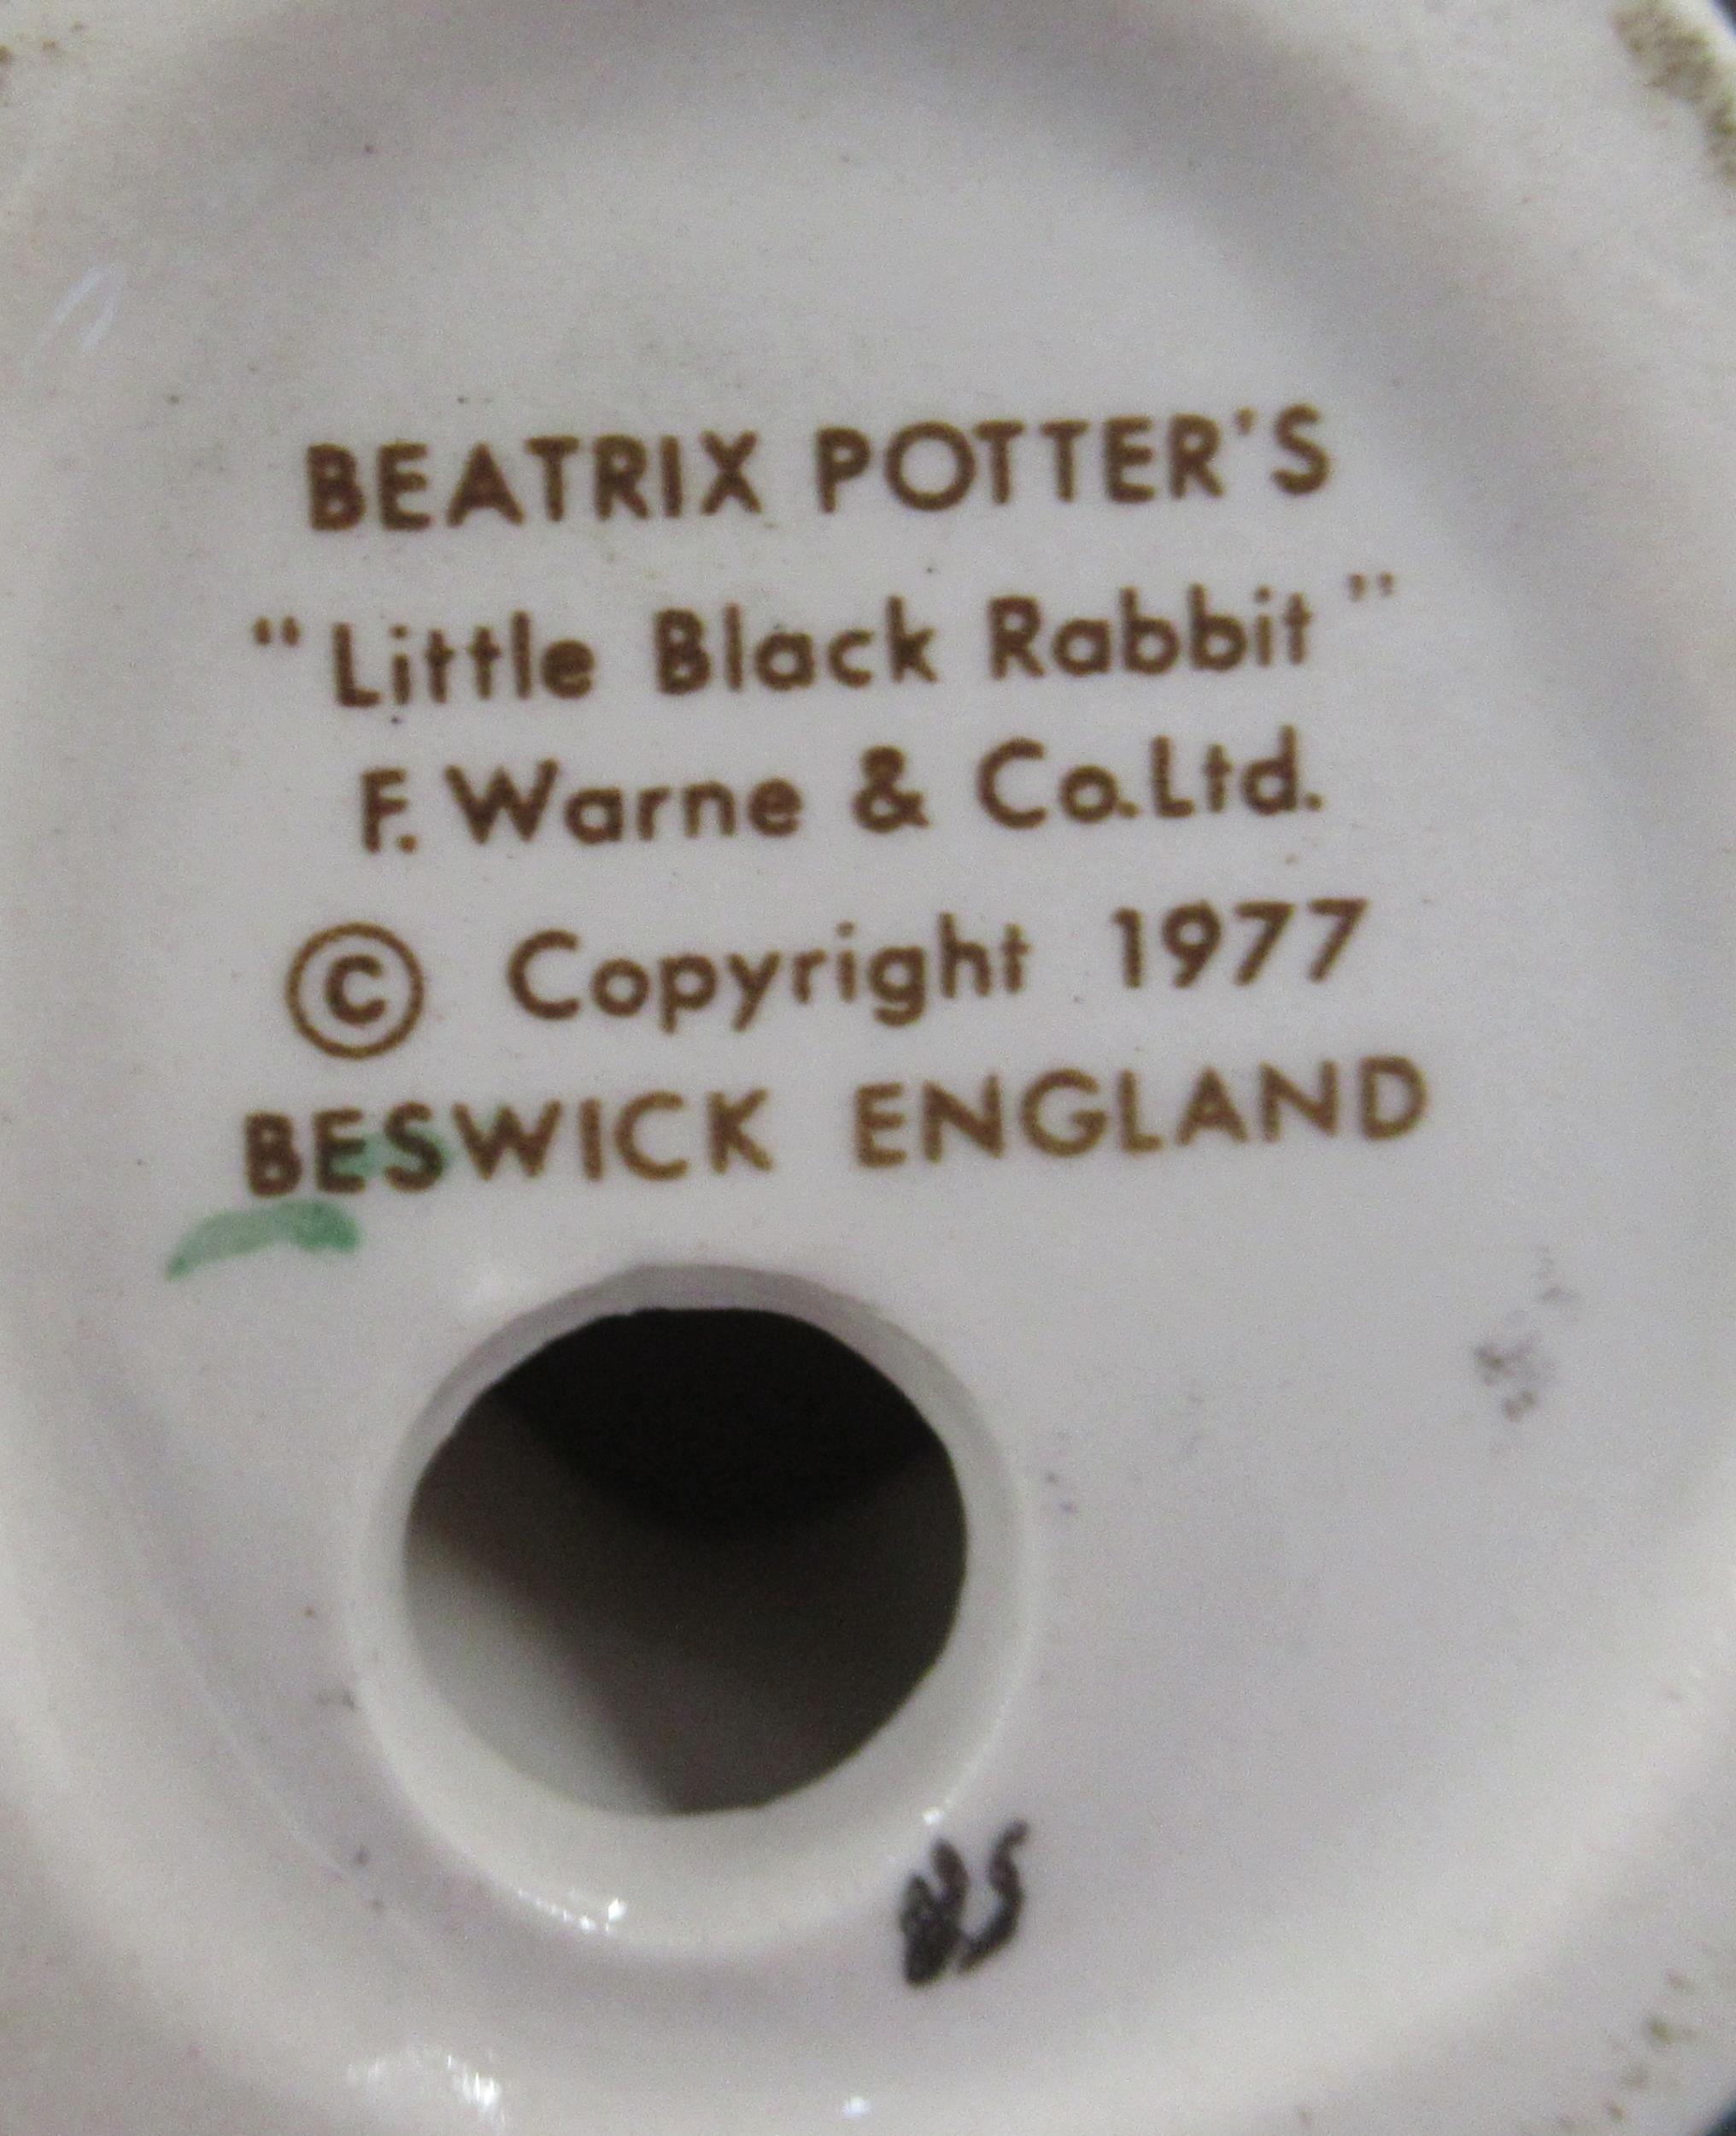 BEATRIX POTTER'S
“Little Black Rabbit”
F. Warne & Co.Ltd.
© Copyright 1977
BESWICK ENGLAND